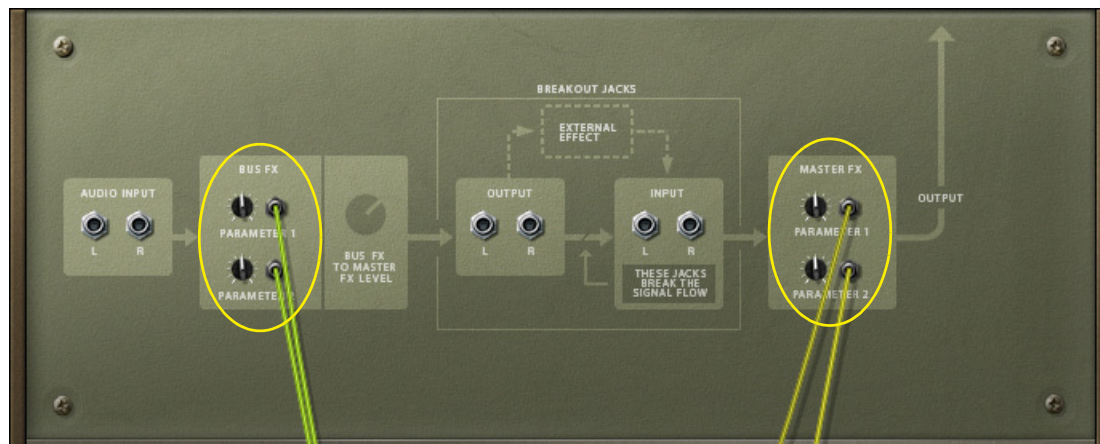 BREAKOUT JACKS
EXTERNAL
EFFECT
AUDIO INPUT
L R
BUS FX
PARAMETER 1
PARAMETER
BUS FX
TO MASTER
FX LEVEL
OUTPUT
L R
INPUT
L R
THESE JACKS
BREAK THE
SIGNAL FLOW
MASTER FX
PARAMETER 1
PARAMETER 2
OUTPUT